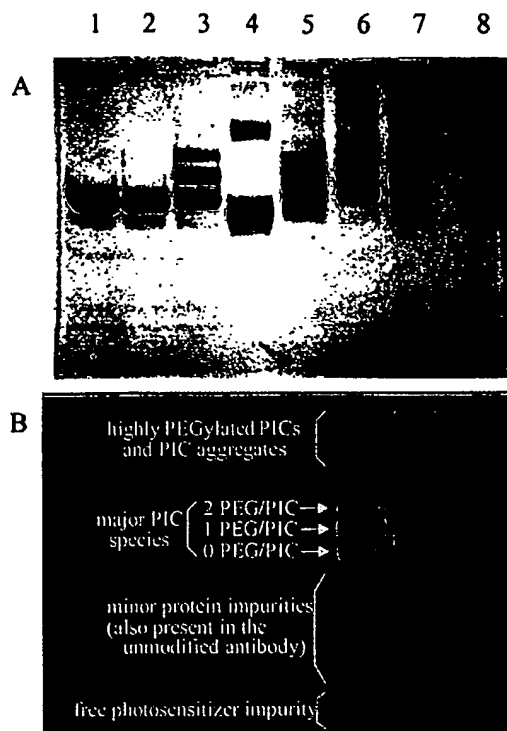 1 2 3 4 5 6 7 8
A
B
highly PEGylated PICs
and PIC aggregates
major PIC
species
2 PEG/PIC
1 PEG/PIC
0 PEG/PIC
minor protein impurities
(also present in the
unmodified antibody)
free photosensitizer impurity